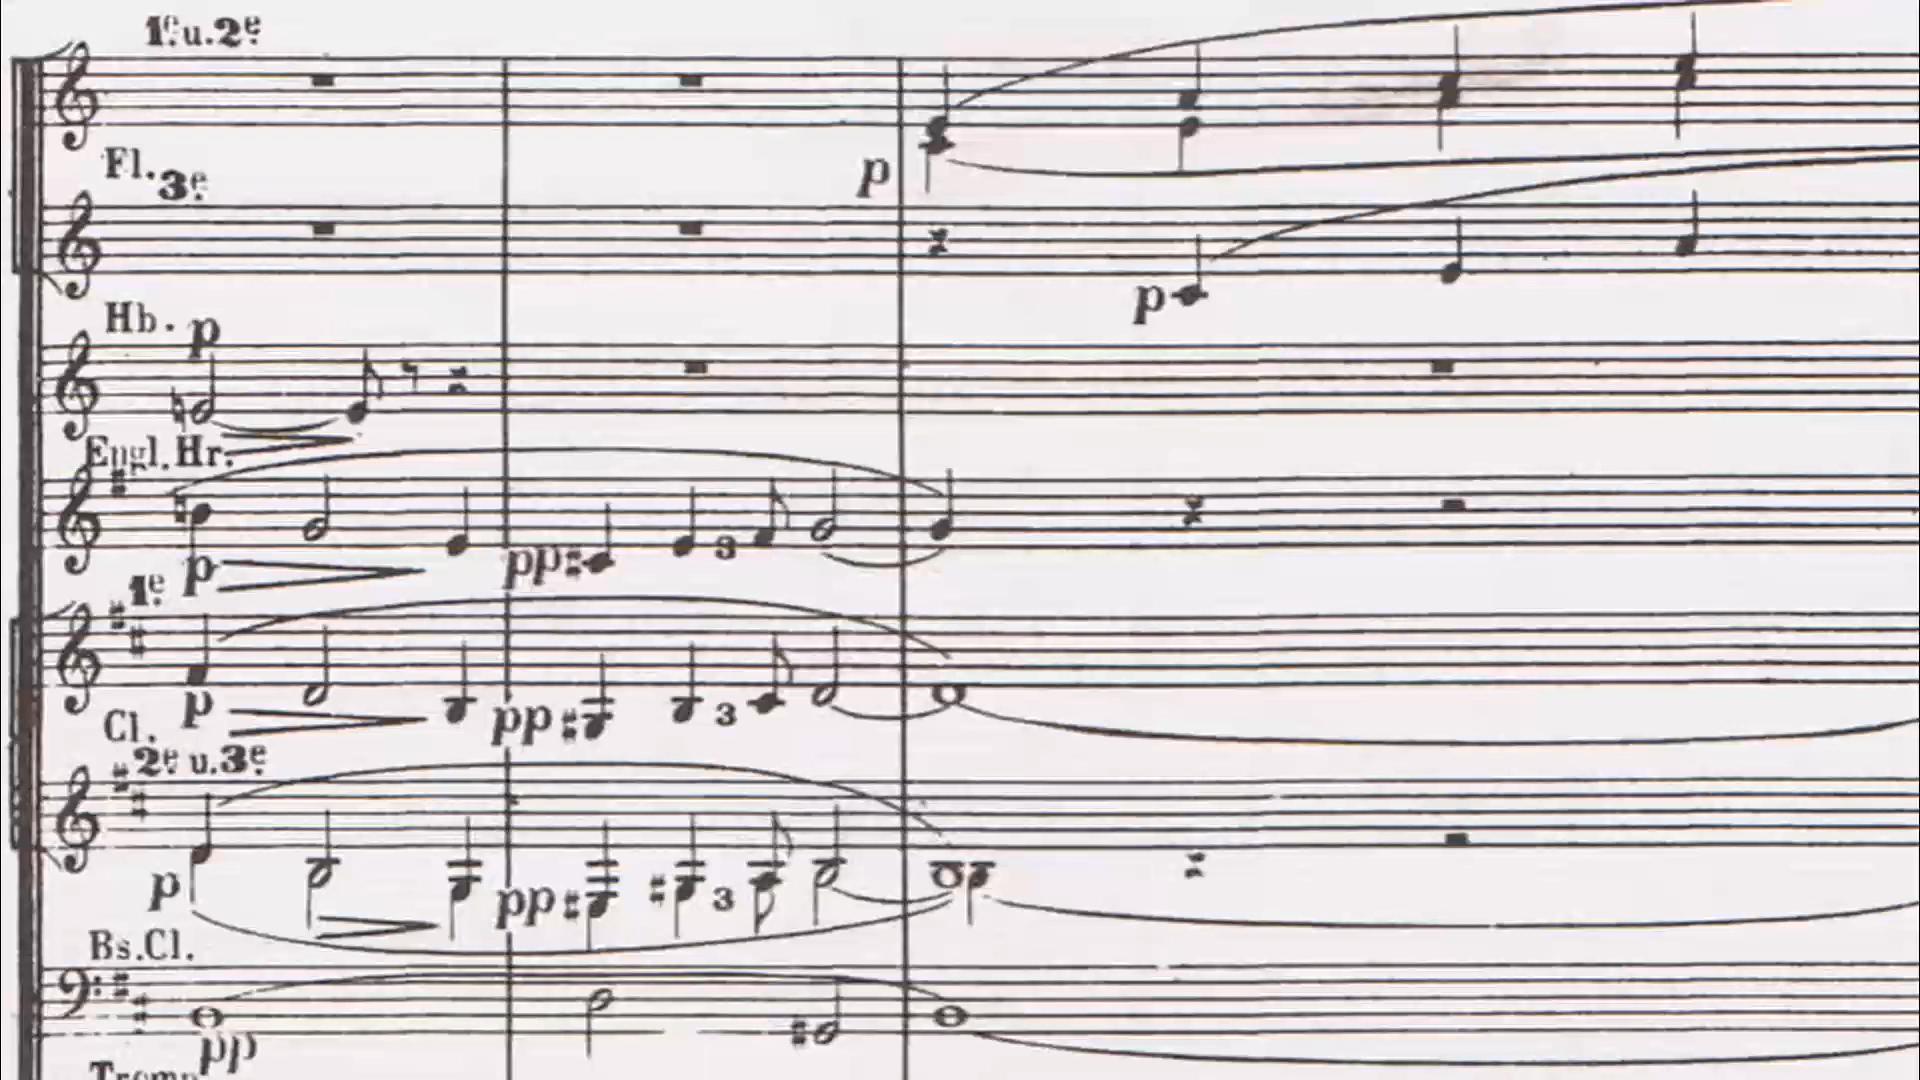 1e. u. 2e
Fl.
3e.
p
p
Hb. p
Engl. Hr.
p pp 3
1e.
p pp 3
Cl.
2e u. 3e.
p pp 3
Bs. Cl.
pp